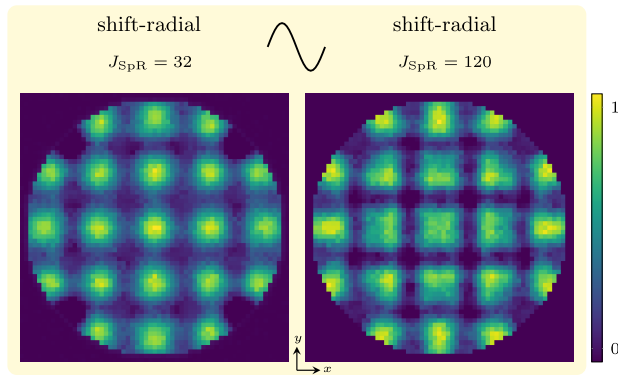 shift-radial
J_SpR = 32
shift-radial
J_SpR = 120
1
0
y
x